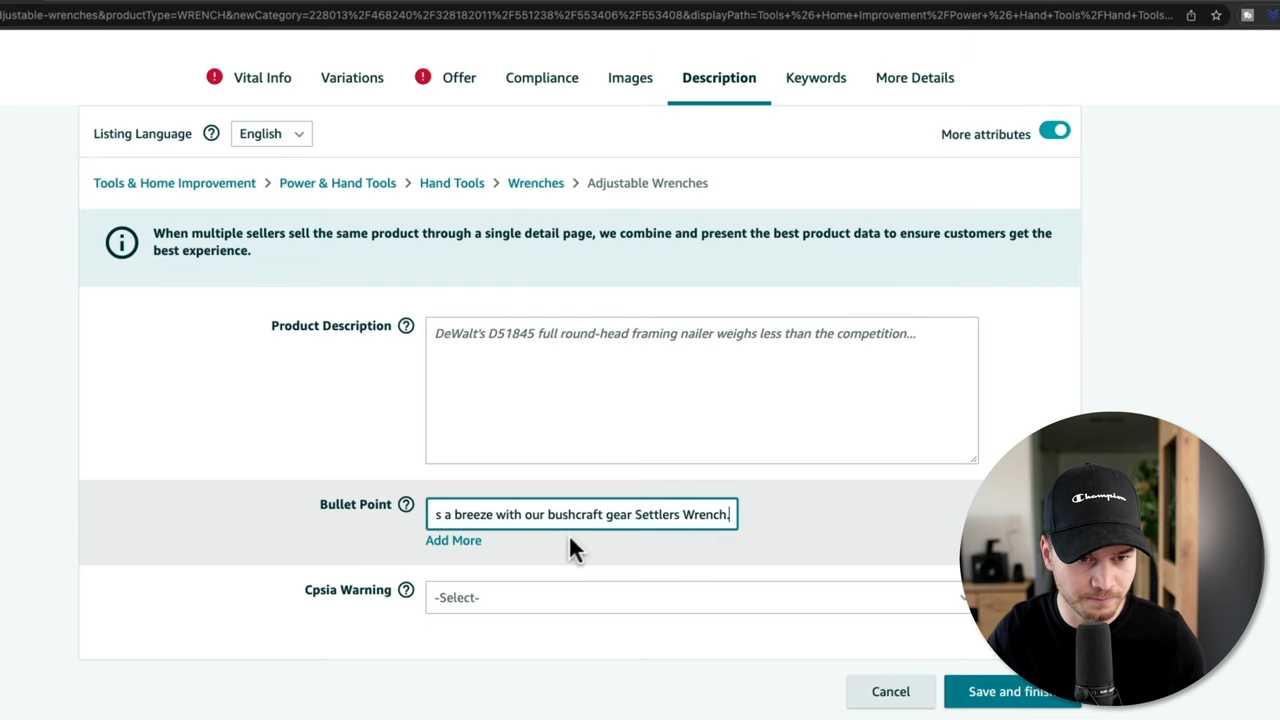 djustable-wrenches&productType=WRENCH&newCategory=228013%2F468240%2F328182011%2F551238%2F553406%2F553408&displayPath=Tools+%26+Home+Improvement%2FPower+%26+Hand+Tools%2FHand+Tools...
Vital Info
Variations
Offer
Compliance
Images
Description
Keywords
More Details
Listing Language
English
More attributes
Tools & Home Improvement > Power & Hand Tools > Hand Tools > Wrenches > Adjustable Wrenches
When multiple sellers sell the same product through a single detail page, we combine and present the best product data to ensure customers get the
best experience.
Product Description
DeWalt's D51845 full round-head framing nailer weighs less than the competition...
Bullet Point
s a breeze with our bushcraft gear Settlers Wrench.
Add More
Cpsia Warning
-Select-
Champion
Cancel
Save and finish